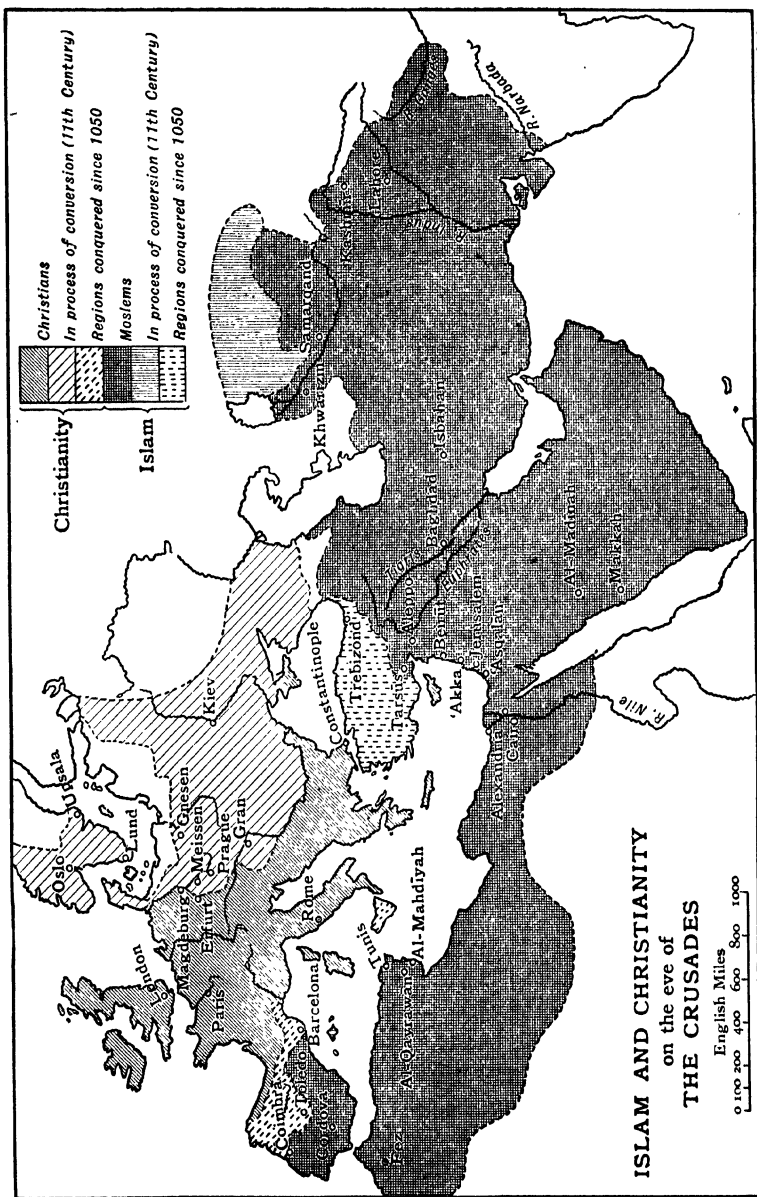 Christianity
Christians
In process of conversion (11th Century)
Regions conquered since 1050
Islam
Moslems
In process of conversion (11th Century)
Regions conquered since 1050
Oslo
Upsala
Lund
London
Magdeburg
Gnesen
Meissen
Erfurt
Prague
Gran
Kiev
Paris
Rome
Barcelona
Coimbra
Toledo
Cordova
Constantinople
Trebizond
Tarsus
Aleppo
Tigris
Euphrates
Baghdad
Beirut
'Akka
Jerusalem
Asqalan
Alexandria
Cairo
R. Nile
Al-Madinah
Makkah
Isbahan
Khwarizm
Samarqand
Kashmir
Lahore
R. Indus
R. Ganges
R. Narbada
Tunis
Al-Mahdiyah
Al-Qayrawan
Fez
ISLAM AND CHRISTIANITY
on the eve of
THE CRUSADES
English Miles
0 100 200 400 600 800 1000